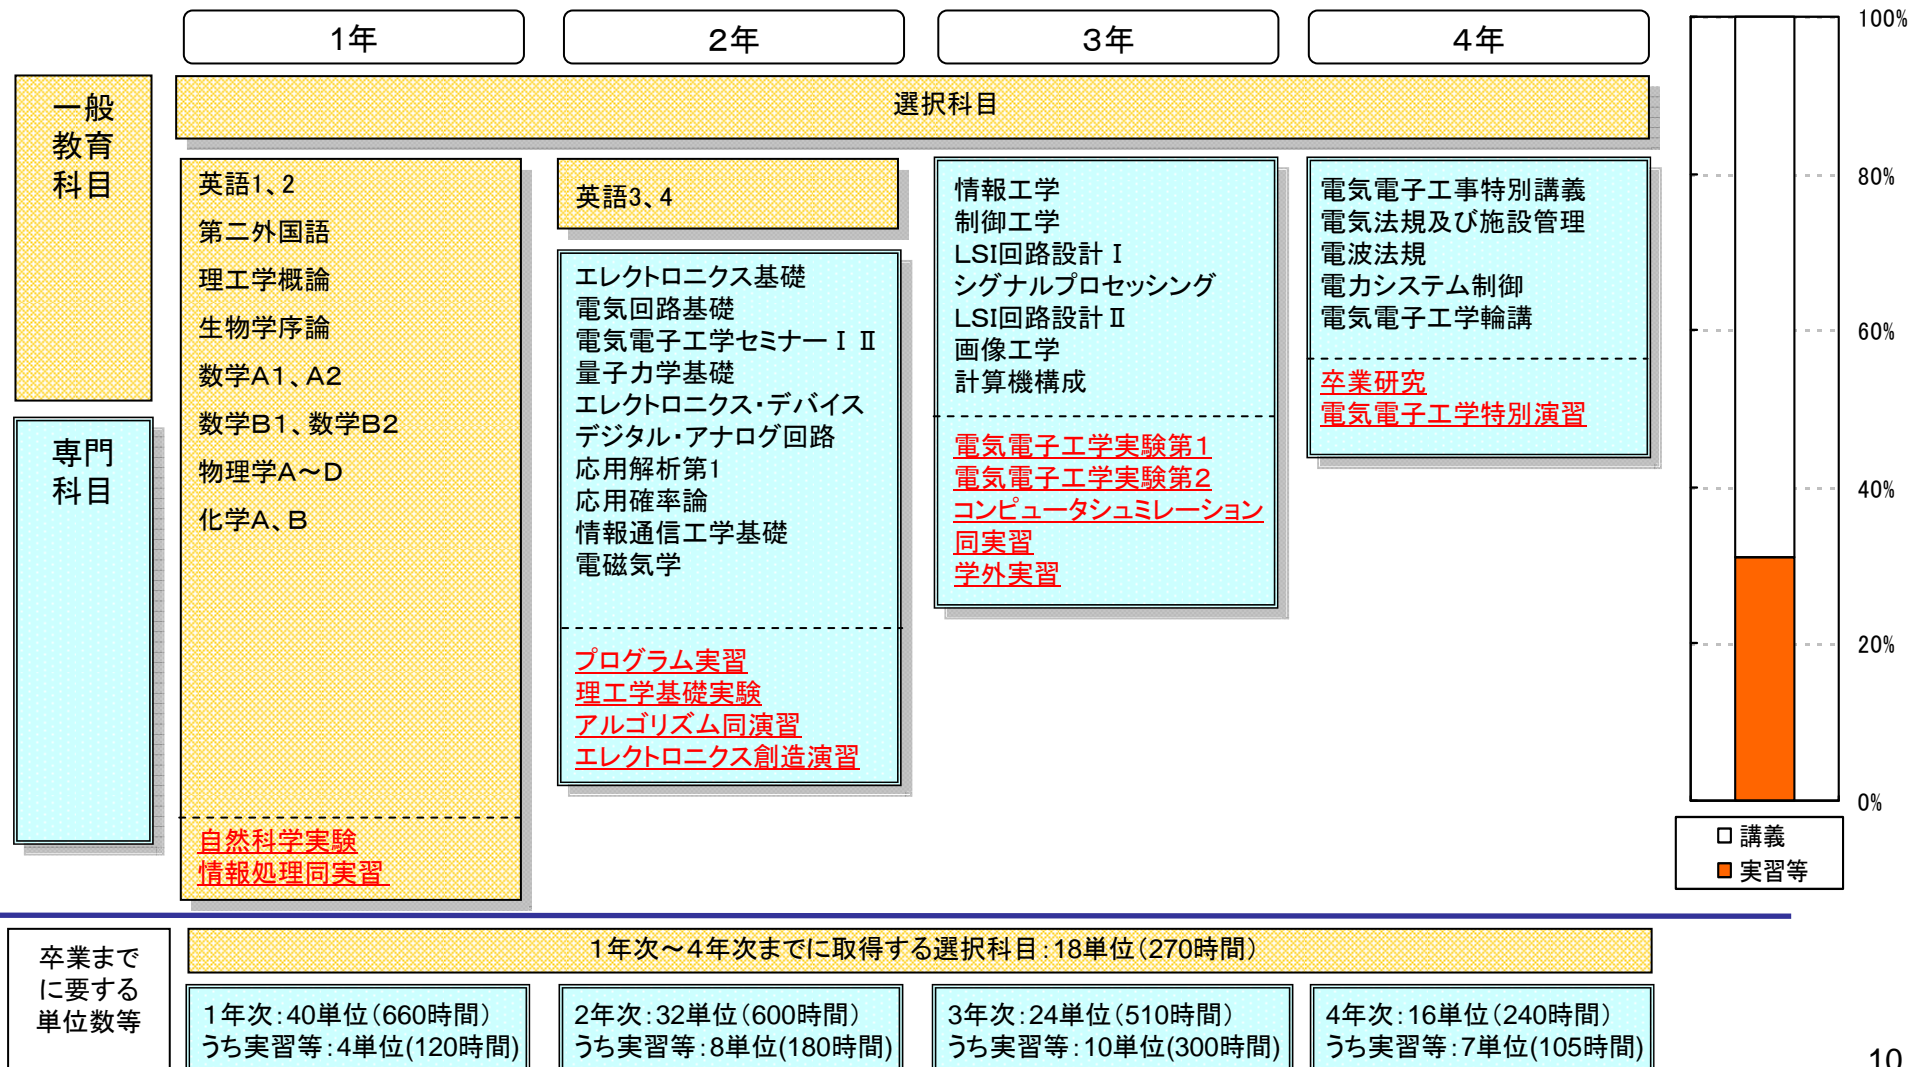 1年
2年
3年
4年
一般
教育
科目
選択科目
専門
科目
英語1、2
第二外国語
理工学概論
生物学序論
数学A1、A2
数学B1、数学B2
物理学A～D
化学A、B
自然科学実験
情報処理同実習
英語3、4
エレクトロニクス基礎
電気回路基礎
電気電子工学セミナーⅠ Ⅱ
量子力学基礎
エレクトロニクス・デバイス
デジタル・アナログ回路
応用解析第1
応用確率論
情報通信工学基礎
電磁気学
プログラム実習
理工学基礎実験
アルゴリズム同演習
エレクトロニクス創造演習
情報工学
制御工学
LSI回路設計Ⅰ
シグナルプロセッシング
LSI回路設計Ⅱ
画像工学
計算機構成
電気電子工学実験第1
電気電子工学実験第2
コンピュータシュミレーション
同実習
学外実習
電気電子工事特別講義
電気法規及び施設管理
電波法規
電力システム制御
電気電子工学輪講
卒業研究
電気電子工学特別演習
100%
80%
60%
40%
20%
0%
講義
実習等
卒業まで
に要する
単位数等
1年次～4年次までに取得する選択科目：18単位（270時間）
1年次：40単位（660時間）
うち実習等：4単位(120時間)
2年次：32単位（600時間）
うち実習等：8単位(180時間)
3年次：24単位（510時間）
うち実習等：10単位(300時間)
4年次：16単位（240時間）
うち実習等：7単位(105時間)
10